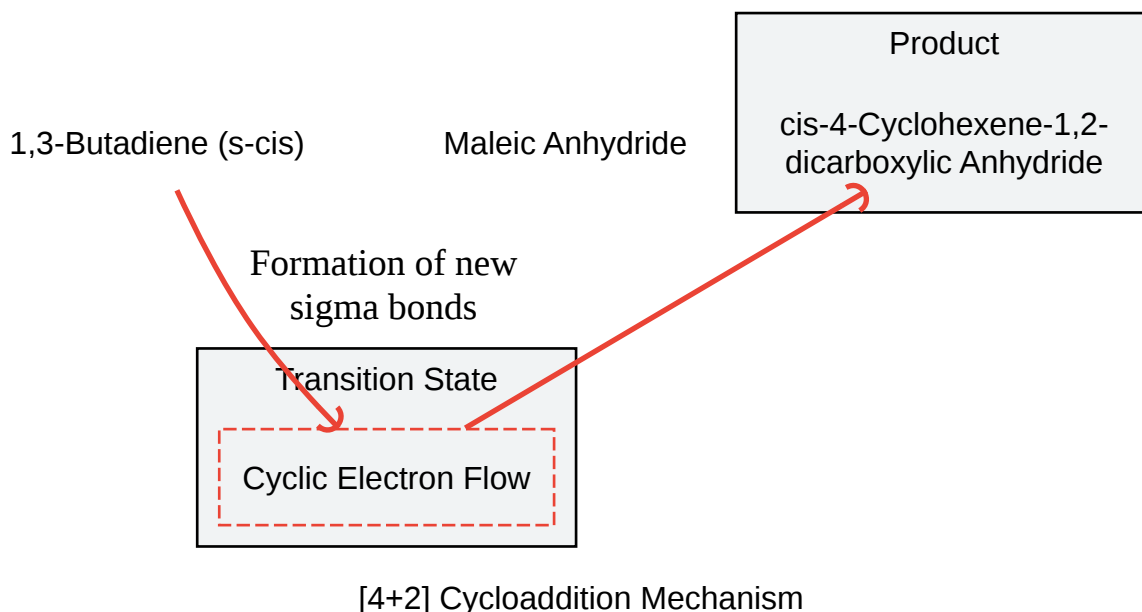 Product
1,3-Butadiene (s-cis)
Maleic Anhydride
cis-4-Cyclohexene-1,2-
dicarboxylic Anhydride
Formation of new
sigma bonds
Transition State
Cyclic Electron Flow
[4+2] Cycloaddition Mechanism